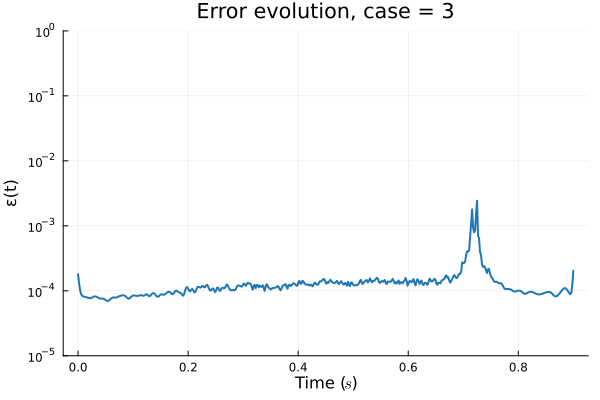 Error evolution, case = 3
ε(t)
10⁰
10⁻¹
10⁻²
10⁻³
10⁻⁴
10⁻⁵
0.0 0.2 0.4 0.6 0.8
Time (s)